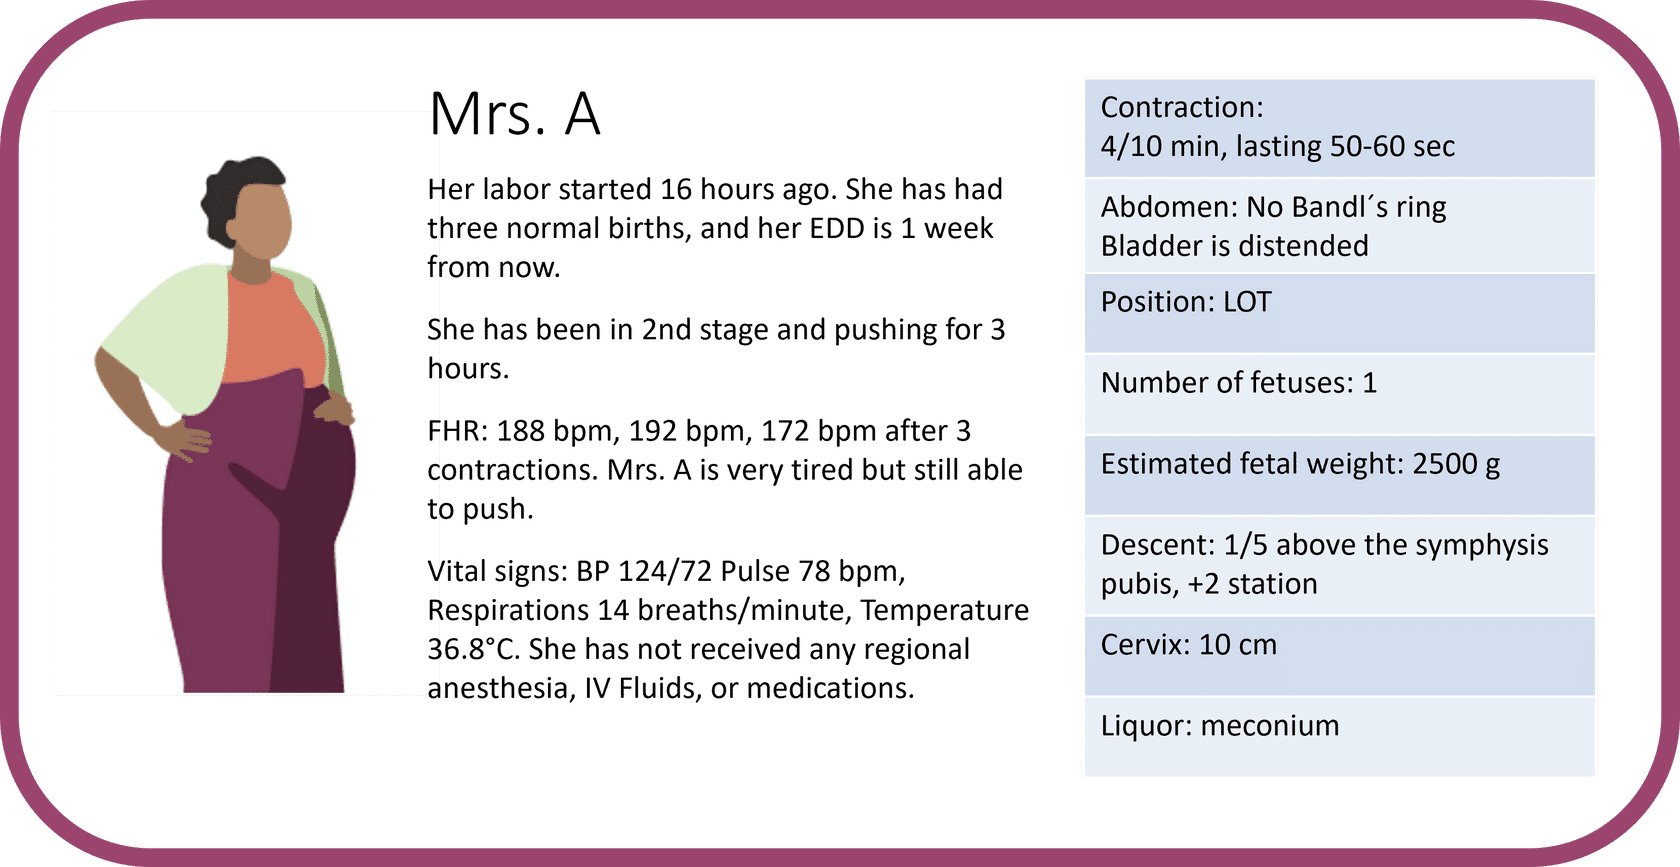 Mrs. A
Her labor started 16 hours ago. She has had
three normal births, and her EDD is 1 week
from now.
She has been in 2nd stage and pushing for 3
hours.
FHR: 188 bpm, 192 bpm, 172 bpm after 3
contractions. Mrs. A is very tired but still able
to push.
Vital signs: BP 124/72 Pulse 78 bpm,
Respirations 14 breaths/minute, Temperature
36.8°C. She has not received any regional
anesthesia, IV Fluids, or medications.
Contraction:
4/10 min, lasting 50-60 sec
Abdomen: No Bandl´s ring
Bladder is distended
Position: LOT
Number of fetuses: 1
Estimated fetal weight: 2500 g
Descent: 1/5 above the symphysis
pubis, +2 station
Cervix: 10 cm
Liquor: meconium